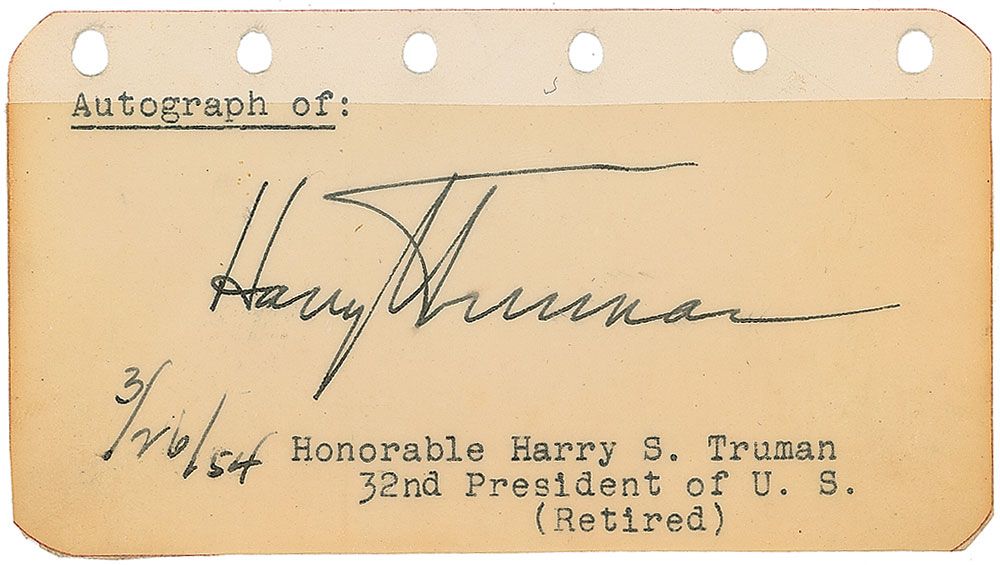 Autograph of:
Harry S Truman
3/26/54
Honorable Harry S. Truman
32nd President of U. S.
(Retired)